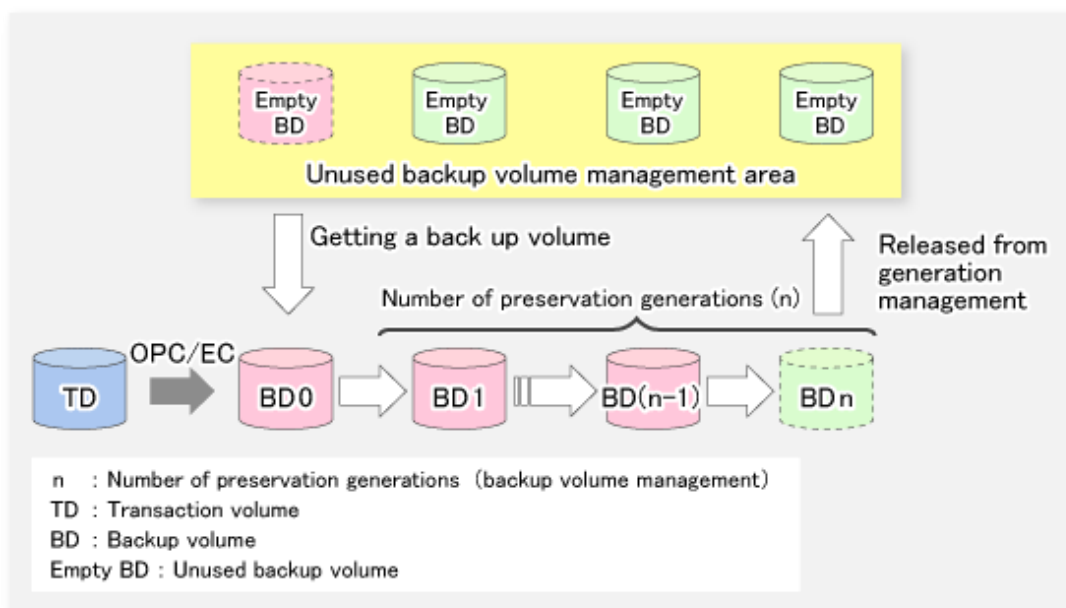 Empty
BD
Empty
BD
Empty
BD
Empty
BD
Unused backup volume management area
Getting a back up volume
Released from
generation
management
Number of preservation generations (n)
OPC/EC
TD
BD0
BD1
BD(n-1)
BDn
n : Number of preservation generations (backup volume management)
TD : Transaction volume
BD : Backup volume
Empty BD : Unused backup volume